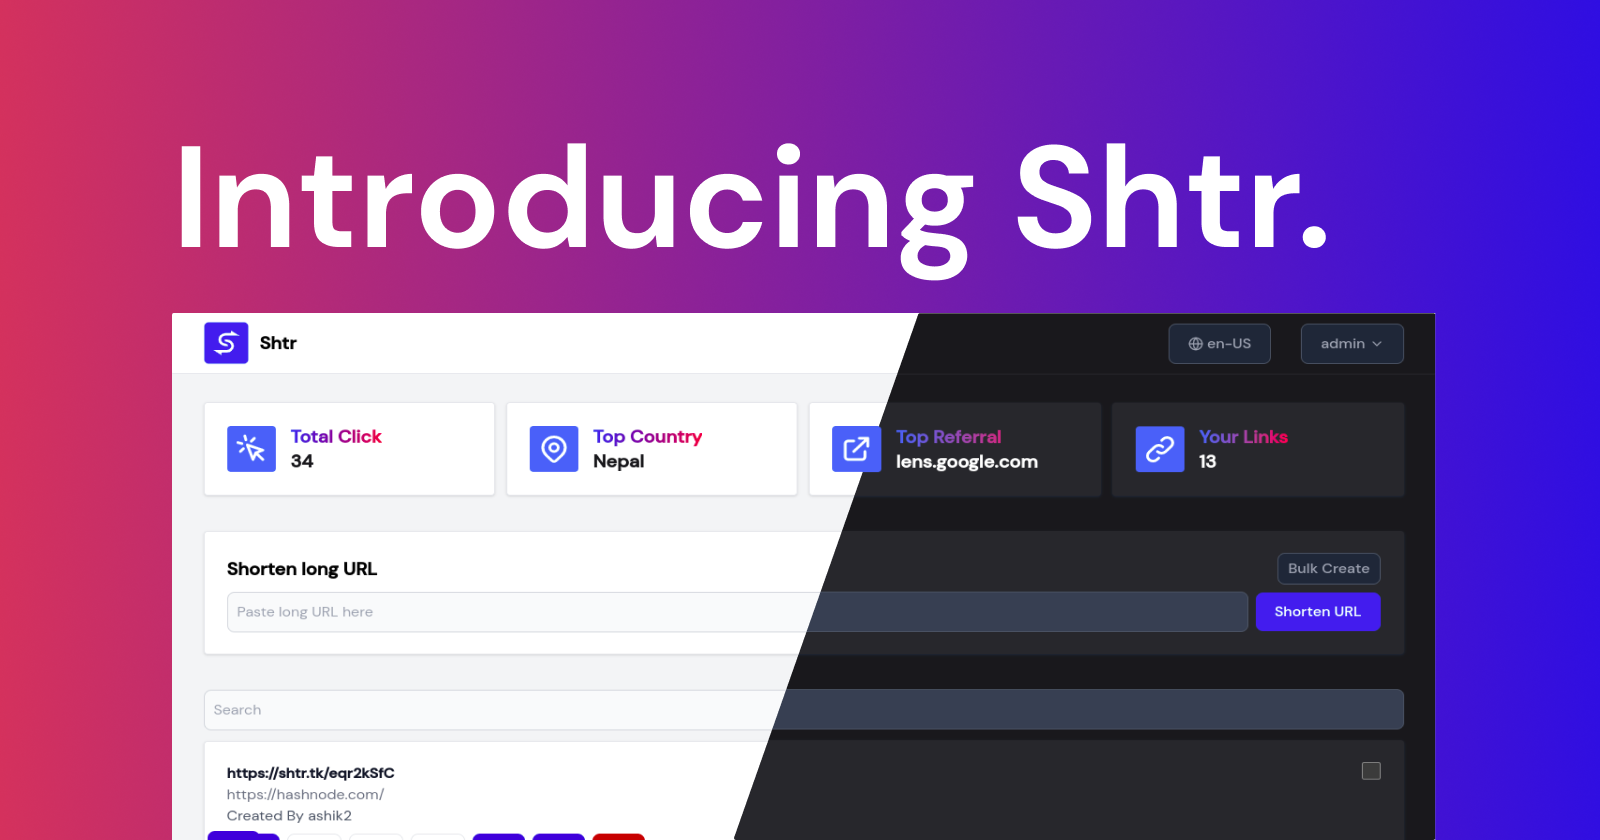 Introducing Shtr.
Shtr
en-US
admin
Total Click
34
Top Country
Nepal
Top Referral
lens.google.com
Your Links
13
Shorten long URL
Bulk Create
Paste long URL here
Shorten URL
Search
https://shtr.tk/eqr2kSfC
https://hashnode.com/
Created By ashik2